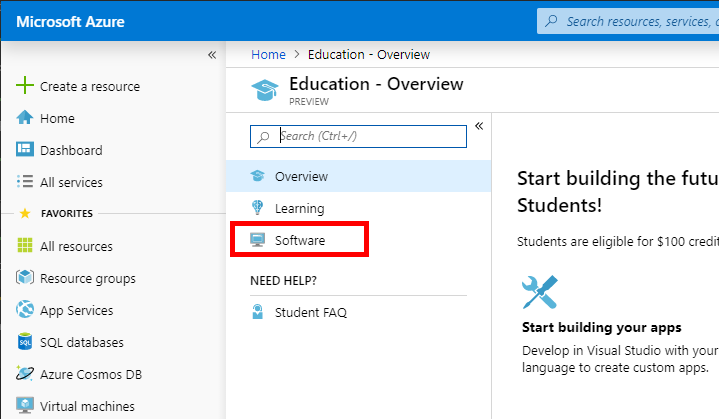 Microsoft Azure
Search resources, services,
Home > Education - Overview
Create a resource
Home
Dashboard
All services
FAVORITES
All resources
Resource groups
App Services
SQL databases
Azure Cosmos DB
Virtual machines
Education - Overview
PREVIEW
Search (Ctrl+/)
Overview
Learning
Software
NEED HELP?
Student FAQ
Start building the
Students!
Students are eligible for $100
Start building your apps
Develop in Visual Studio with your
language to create custom apps.